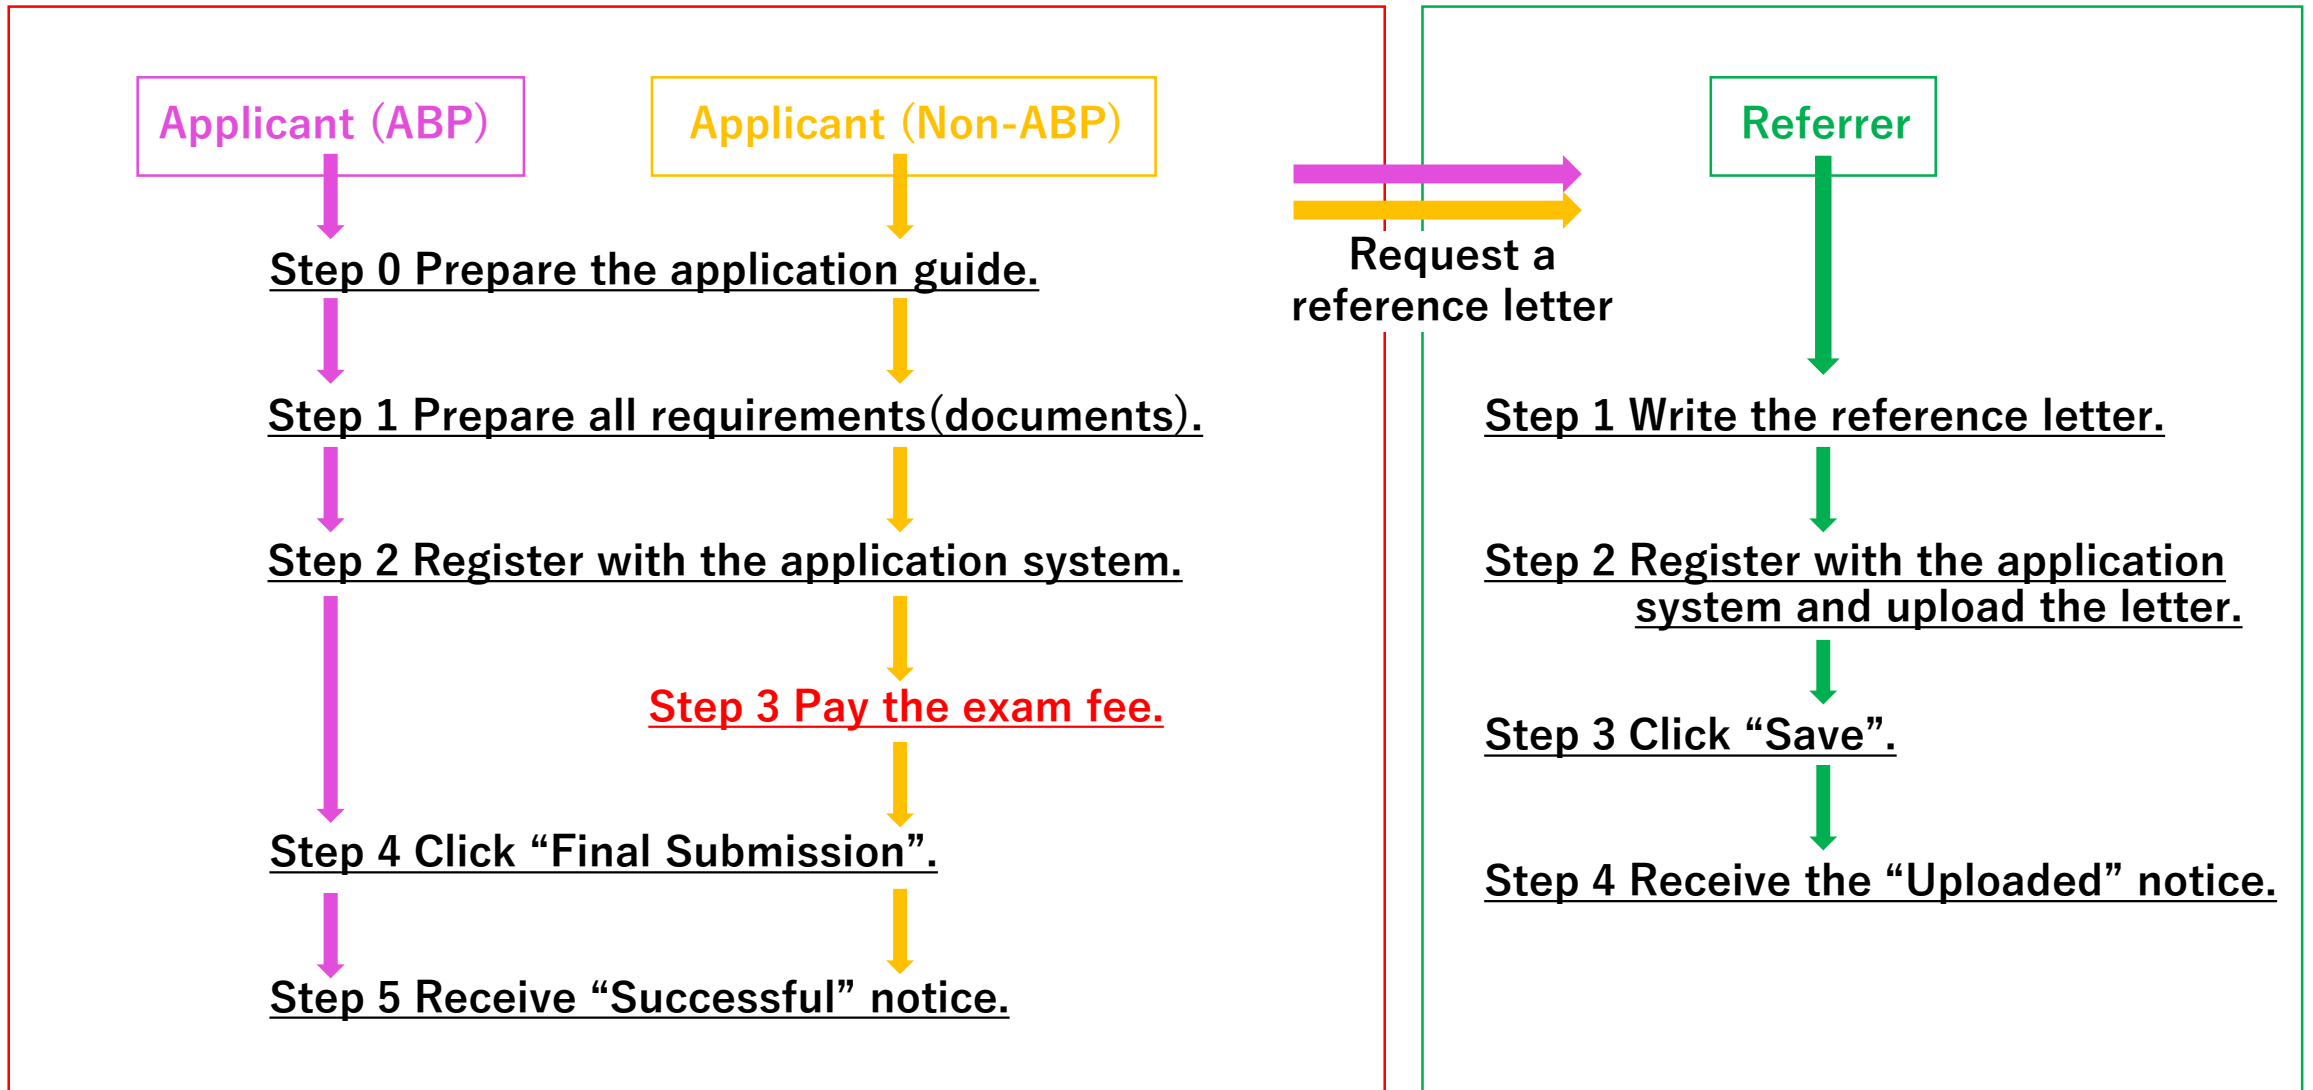 Applicant (ABP)
Applicant (Non-ABP)
Step 0 Prepare the application guide.
Step 1 Prepare all requirements(documents).
Step 2 Register with the application system.
Step 3 Pay the exam fee.
Step 4 Click “Final Submission”.
Step 5 Receive “Successful” notice.
Request a
reference letter
Referrer
Step 1 Write the reference letter.
Step 2 Register with the application
system and upload the letter.
Step 3 Click “Save”.
Step 4 Receive the “Uploaded” notice.